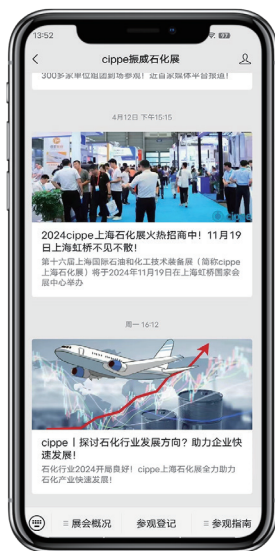 13:52
cippe振威石化展
300多家单位组团到场参观！近百家媒体平台报道！
4月12日 下午15:15
2024cippe上海石化展火热招商中！11月19
日上海虹桥不见不散！
第十六届上海国际石油和化工技术装备展（简称cippe
上海石化展）将于2024年11月19日在上海虹桥国家会
展中心举办
周一 16:12
cippe丨探讨石化行业发展方向？助力企业快
速发展！
石化行业2024开局良好！cippe上海石化展全力助力
石化产业快速发展！
展会概况 参观登记 参观指南